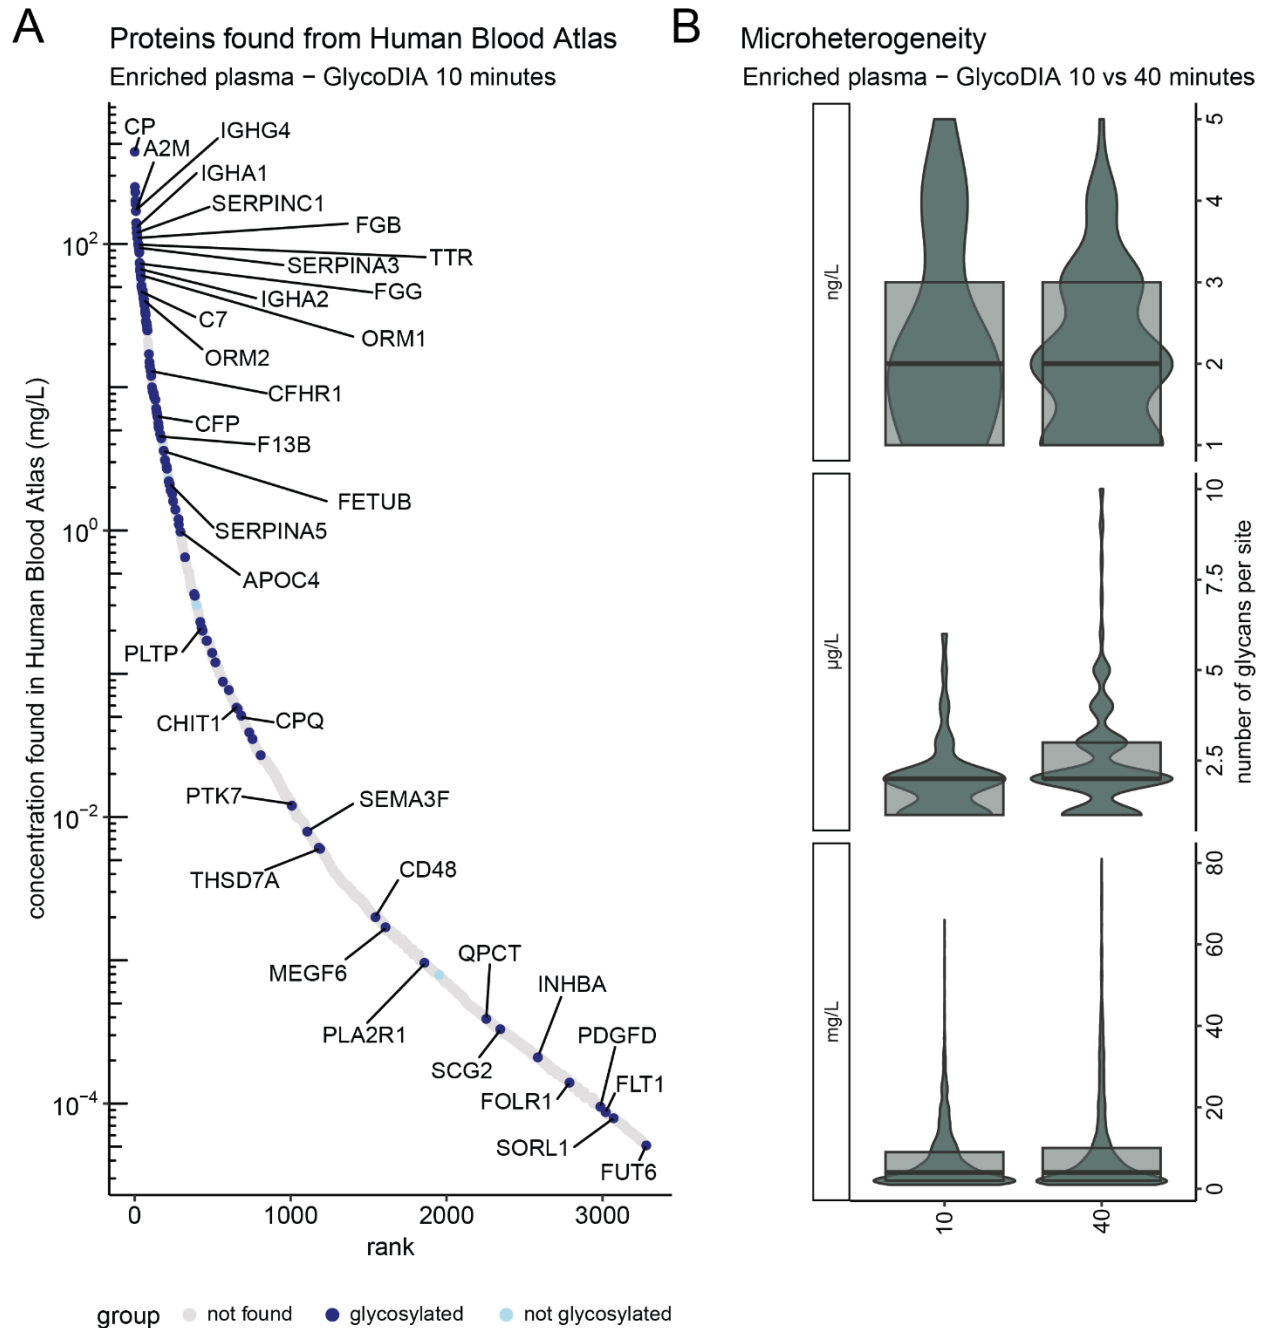 A
Proteins found from Human Blood Atlas
Enriched plasma − GlycoDIA 10 minutes
concentration found in Human Blood Atlas (mg/L)
10²
10⁰
10⁻²
10⁻⁴
CP
A2M
IGHG4
IGHA1
SERPINC1
FGB
TTR
SERPINA3
FGG
IGHA2
C7
ORM1
ORM2
CFHR1
CFP
F13B
FETUB
SERPINA5
APOC4
PLTP
CHIT1
CPQ
PTK7
SEMA3F
THSD7A
CD48
MEGF6
QPCT
PLA2R1
INHBA
SCG2
PDGFD
FOLR1
FLT1
SORL1
FUT6
0 1000 2000 3000
rank
group not found glycosylated not glycosylated
B
Microheterogeneity
Enriched plasma − GlycoDIA 10 vs 40 minutes
ng/L
5
4
3
2
1
µg/L
10
7.5
5
2.5
mg/L
80
60
40
20
0
number of glycans per site
10 40